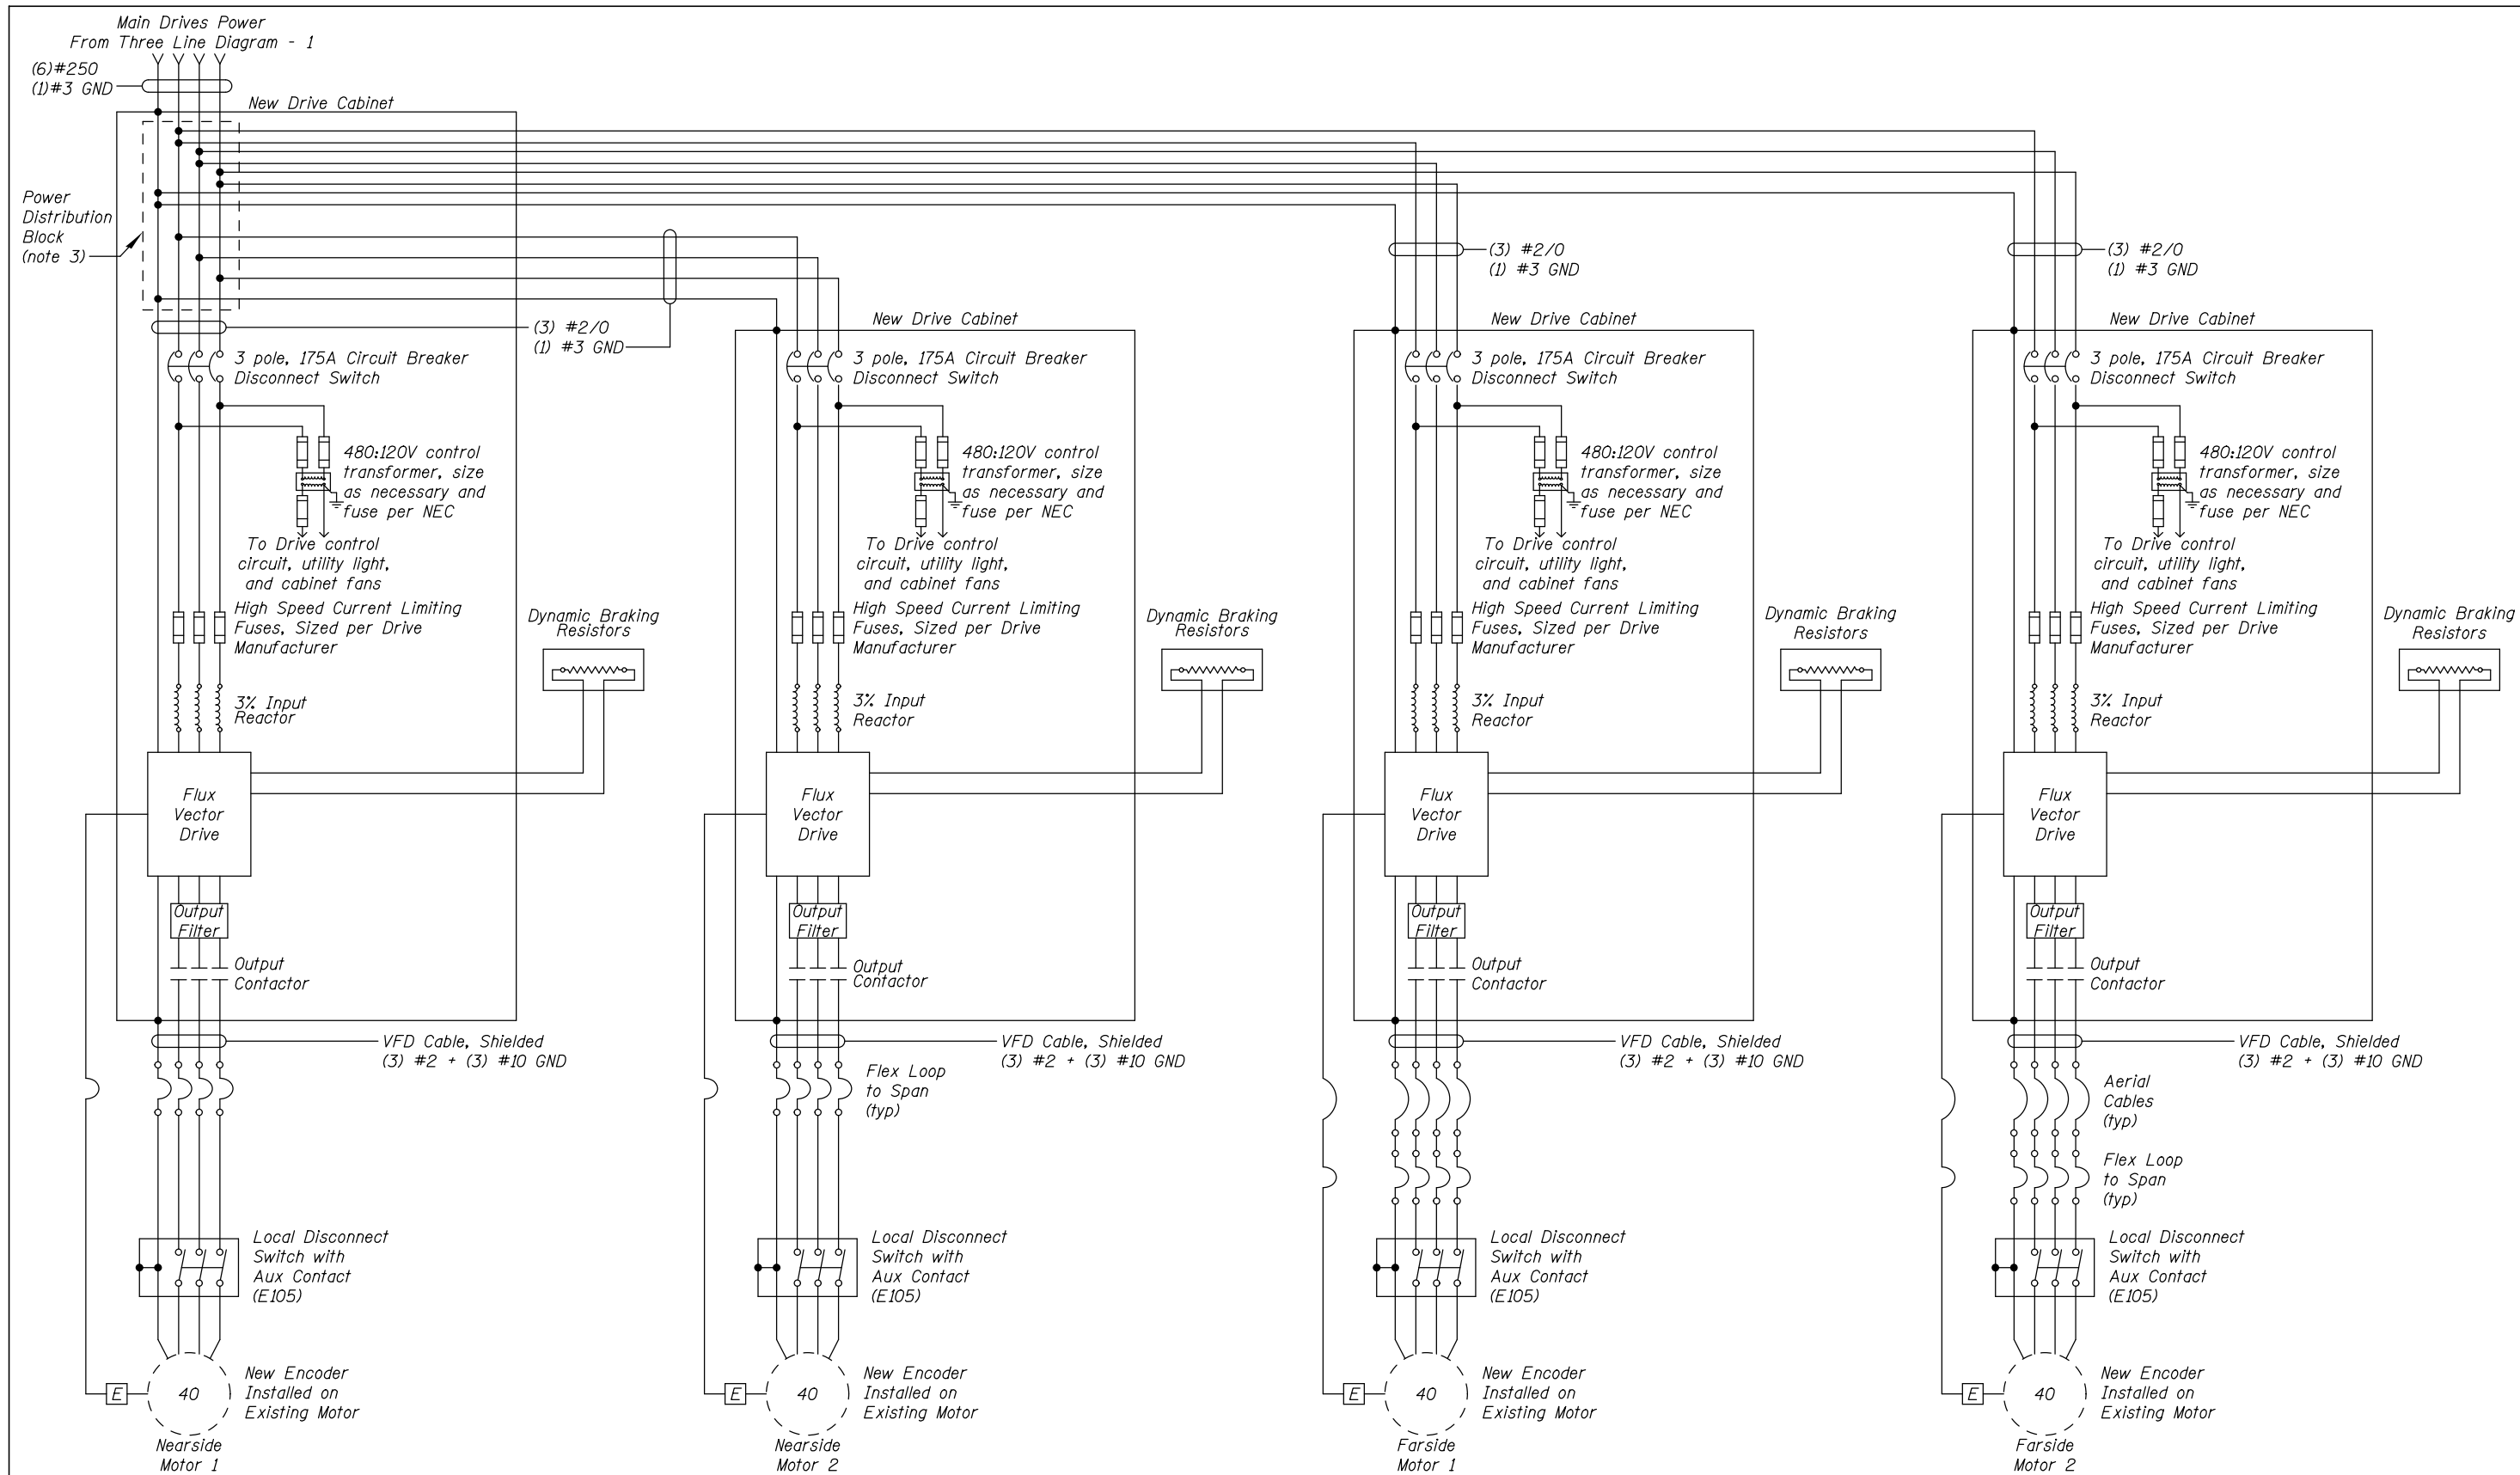 Main Drives Power
From Three Line Diagram - 1
(6)#250
(1)#3 GND
New Drive Cabinet
Power
Distribution
Block
(note 3)
(3) #2/0
(1) #3 GND
(3) #2/0
(1) #3 GND
(3) #2/0
(1) #3 GND
New Drive Cabinet
New Drive Cabinet
New Drive Cabinet
3 pole, 175A Circuit Breaker
Disconnect Switch
3 pole, 175A Circuit Breaker
Disconnect Switch
3 pole, 175A Circuit Breaker
Disconnect Switch
3 pole, 175A Circuit Breaker
Disconnect Switch
480:120V control
transformer, size
as necessary and
fuse per NEC
480:120V control
transformer, size
as necessary and
fuse per NEC
480:120V control
transformer, size
as necessary and
fuse per NEC
480:120V control
transformer, size
as necessary and
fuse per NEC
To Drive control
circuit, utility light,
and cabinet fans
To Drive control
circuit, utility light,
and cabinet fans
To Drive control
circuit, utility light,
and cabinet fans
To Drive control
circuit, utility light,
and cabinet fans
High Speed Current Limiting
Fuses, Sized per Drive
Manufacturer
Dynamic Braking
Resistors
High Speed Current Limiting
Fuses, Sized per Drive
Manufacturer
Dynamic Braking
Resistors
High Speed Current Limiting
Fuses, Sized per Drive
Manufacturer
Dynamic Braking
Resistors
High Speed Current Limiting
Fuses, Sized per Drive
Manufacturer
Dynamic Braking
Resistors
3% Input
Reactor
3% Input
Reactor
3% Input
Reactor
3% Input
Reactor
Flux
Vector
Drive
Flux
Vector
Drive
Flux
Vector
Drive
Flux
Vector
Drive
Output
Filter
Output
Filter
Output
Filter
Output
Filter
Output
Contactor
Output
Contactor
Output
Contactor
Output
Contactor
VFD Cable, Shielded
(3) #2 + (3) #10 GND
VFD Cable, Shielded
(3) #2 + (3) #10 GND
VFD Cable, Shielded
(3) #2 + (3) #10 GND
VFD Cable, Shielded
(3) #2 + (3) #10 GND
Flex Loop
to Span
(typ)
Aerial
Cables
(typ)
Flex Loop
to Span
(typ)
Local Disconnect
Switch with
Aux Contact
(E105)
Local Disconnect
Switch with
Aux Contact
(E105)
Local Disconnect
Switch with
Aux Contact
(E105)
Local Disconnect
Switch with
Aux Contact
(E105)
E
40
New Encoder
Installed on
Existing Motor
E
40
New Encoder
Installed on
Existing Motor
E
40
New Encoder
Installed on
Existing Motor
E
40
New Encoder
Installed on
Existing Motor
Nearside
Motor 1
Nearside
Motor 2
Farside
Motor 1
Farside
Motor 2